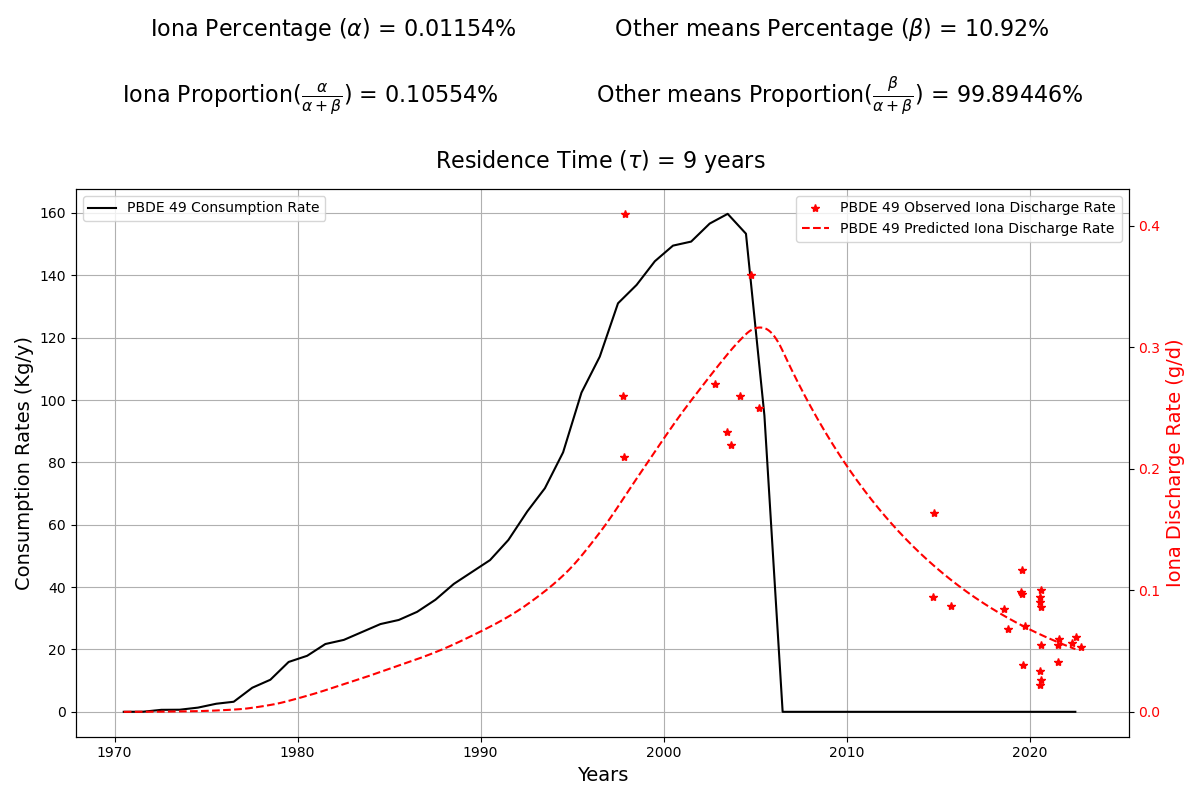 Iona Percentage (α) = 0.01154%
Other means Percentage (β) = 10.92%
Iona Proportion(α/α+β) = 0.10554%
Other means Proportion(β/α+β) = 99.89446%
Residence Time (τ) = 9 years
PBDE 49 Consumption Rate
PBDE 49 Observed Iona Discharge Rate
PBDE 49 Predicted Iona Discharge Rate
Consumption Rates (Kg/y)
160
140
120
100
80
60
40
20
0
Iona Discharge Rate (g/d)
0.4
0.3
0.2
0.1
0.0
1970 1980 1990 2000 2010 2020
Years